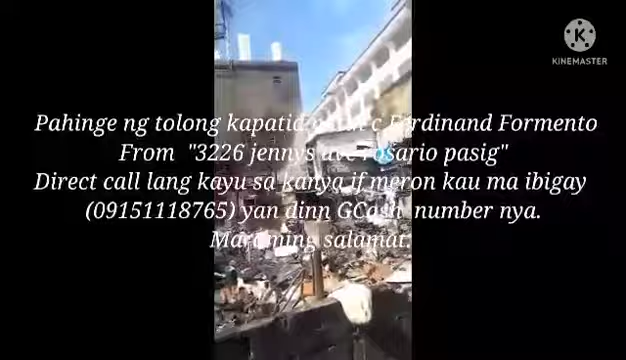 KINEMASTER
Pahinge ng tolong kapatid c Ferdinand Formento
From "3226 jennys ave rosario pasig"
Direct call lang kayu sa kanya if meron kau ma ibigay
(09151118765) yan dinn GCash number nya.
Maraming salamat.